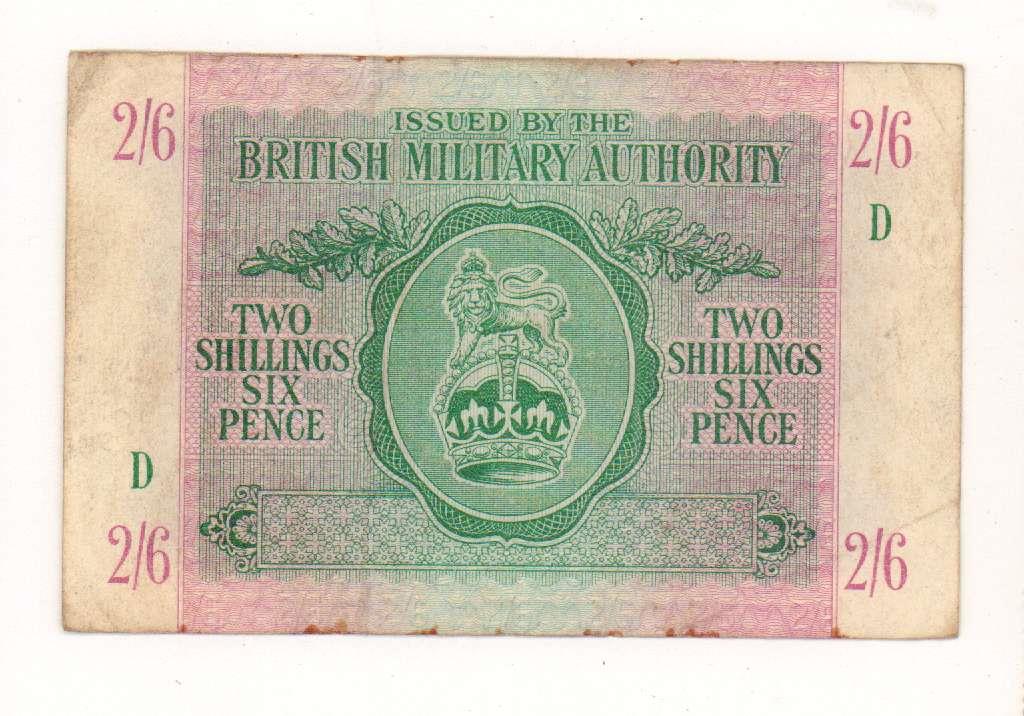 2/6
2/6
ISSUED BY THE
BRITISH MILITARY AUTHORITY
D
TWO
SHILLINGS
SIX
PENCE
TWO
SHILLINGS
SIX
PENCE
D
2/6
2/6